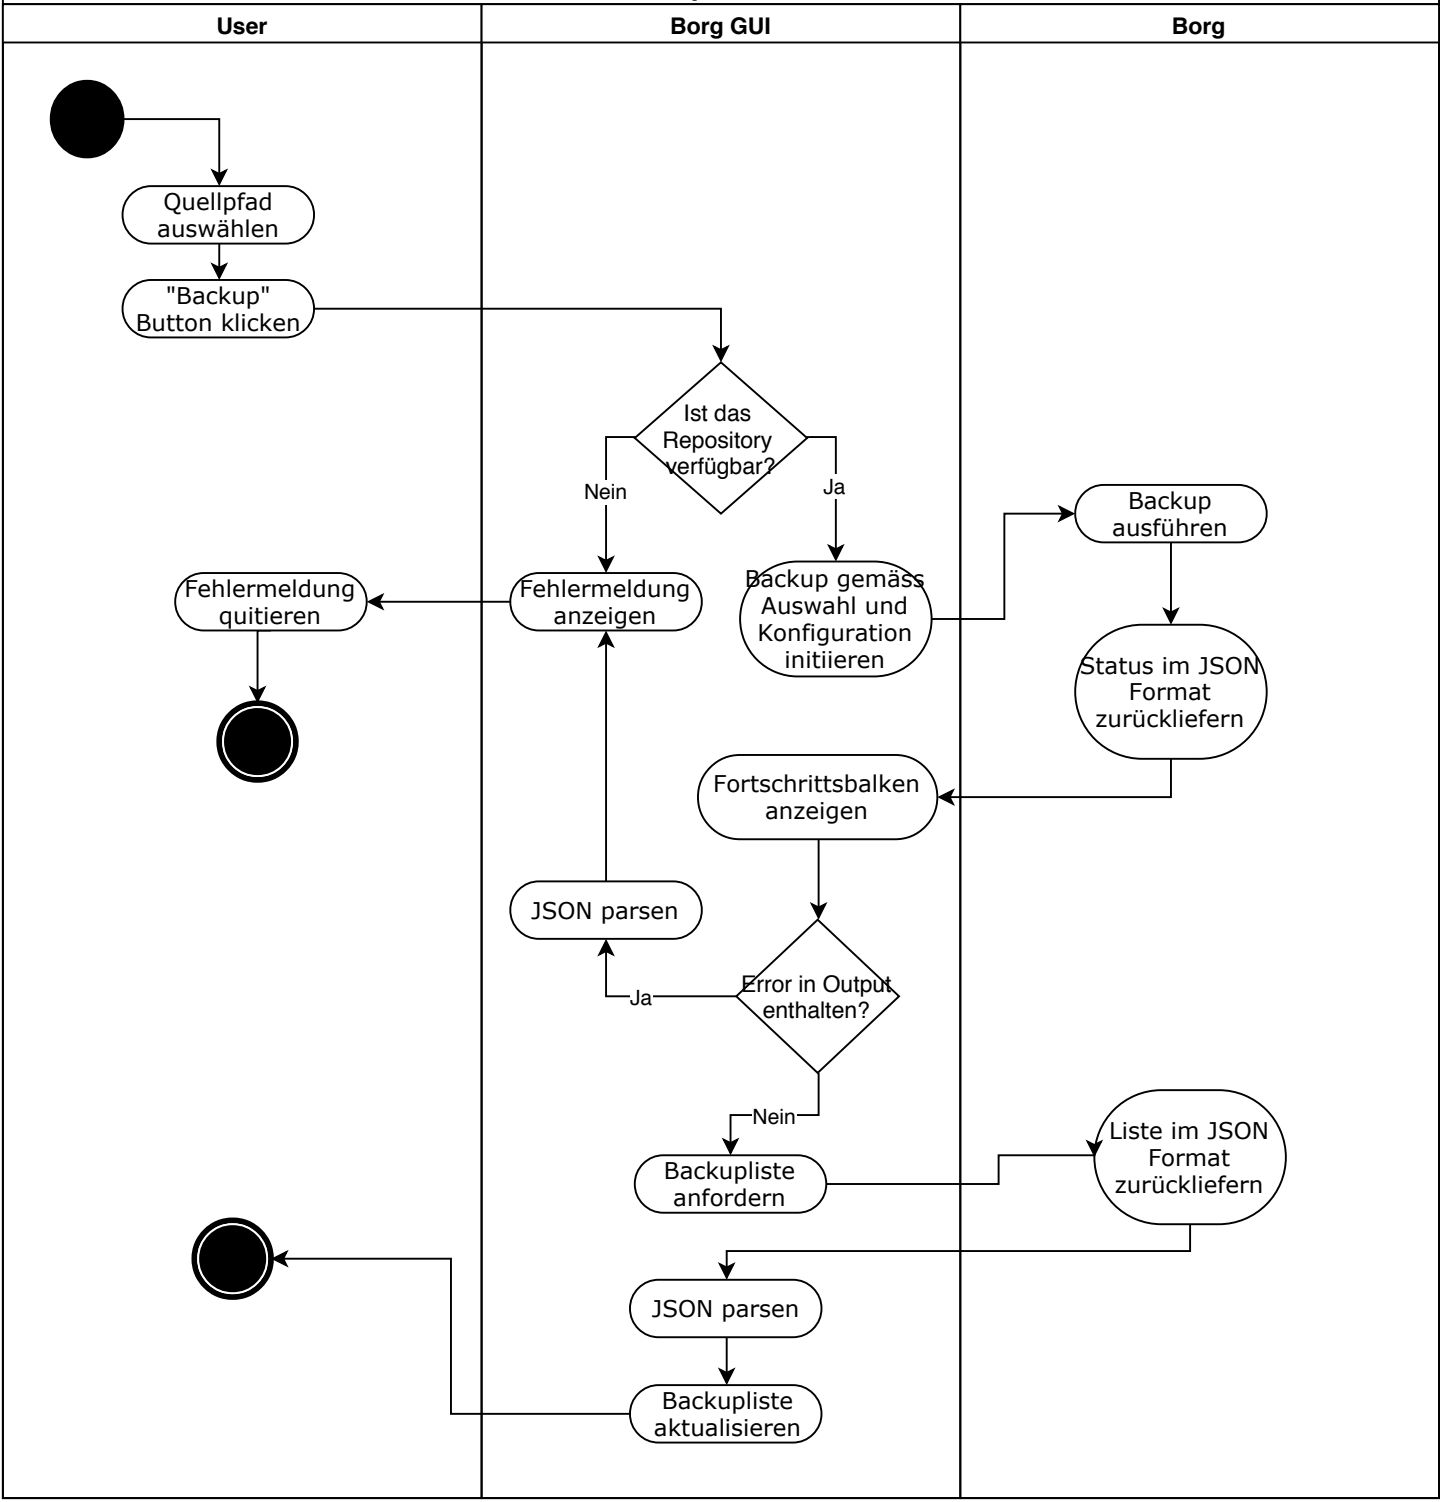 User
Borg GUI
Borg
Quellpfad
auswählen
"Backup"
Button klicken
Ist das
Repository
verfügbar?
Nein
Ja
Backup
ausführen
Fehlermeldung
quitieren
Fehlermeldung
anzeigen
Backup gemäss
Auswahl und
Konfiguration
initiieren
Status im JSON
Format
zurückliefern
Fortschrittsbalken
anzeigen
JSON parsen
Error in Output
enthalten?
Ja
Nein
Backupliste
anfordern
Liste im JSON
Format
zurückliefern
JSON parsen
Backupliste
aktualisieren